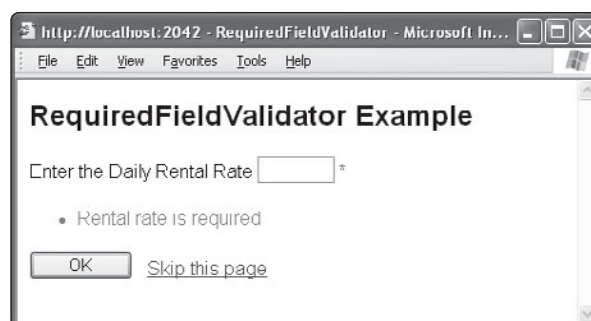 http://localhost:2042 - RequiredFieldValidator - Microsoft In...
File Edit View Favorites Tools Help
RequiredFieldValidator Example
Enter the Daily Rental Rate *
• Rental rate is required
OK Skip this page